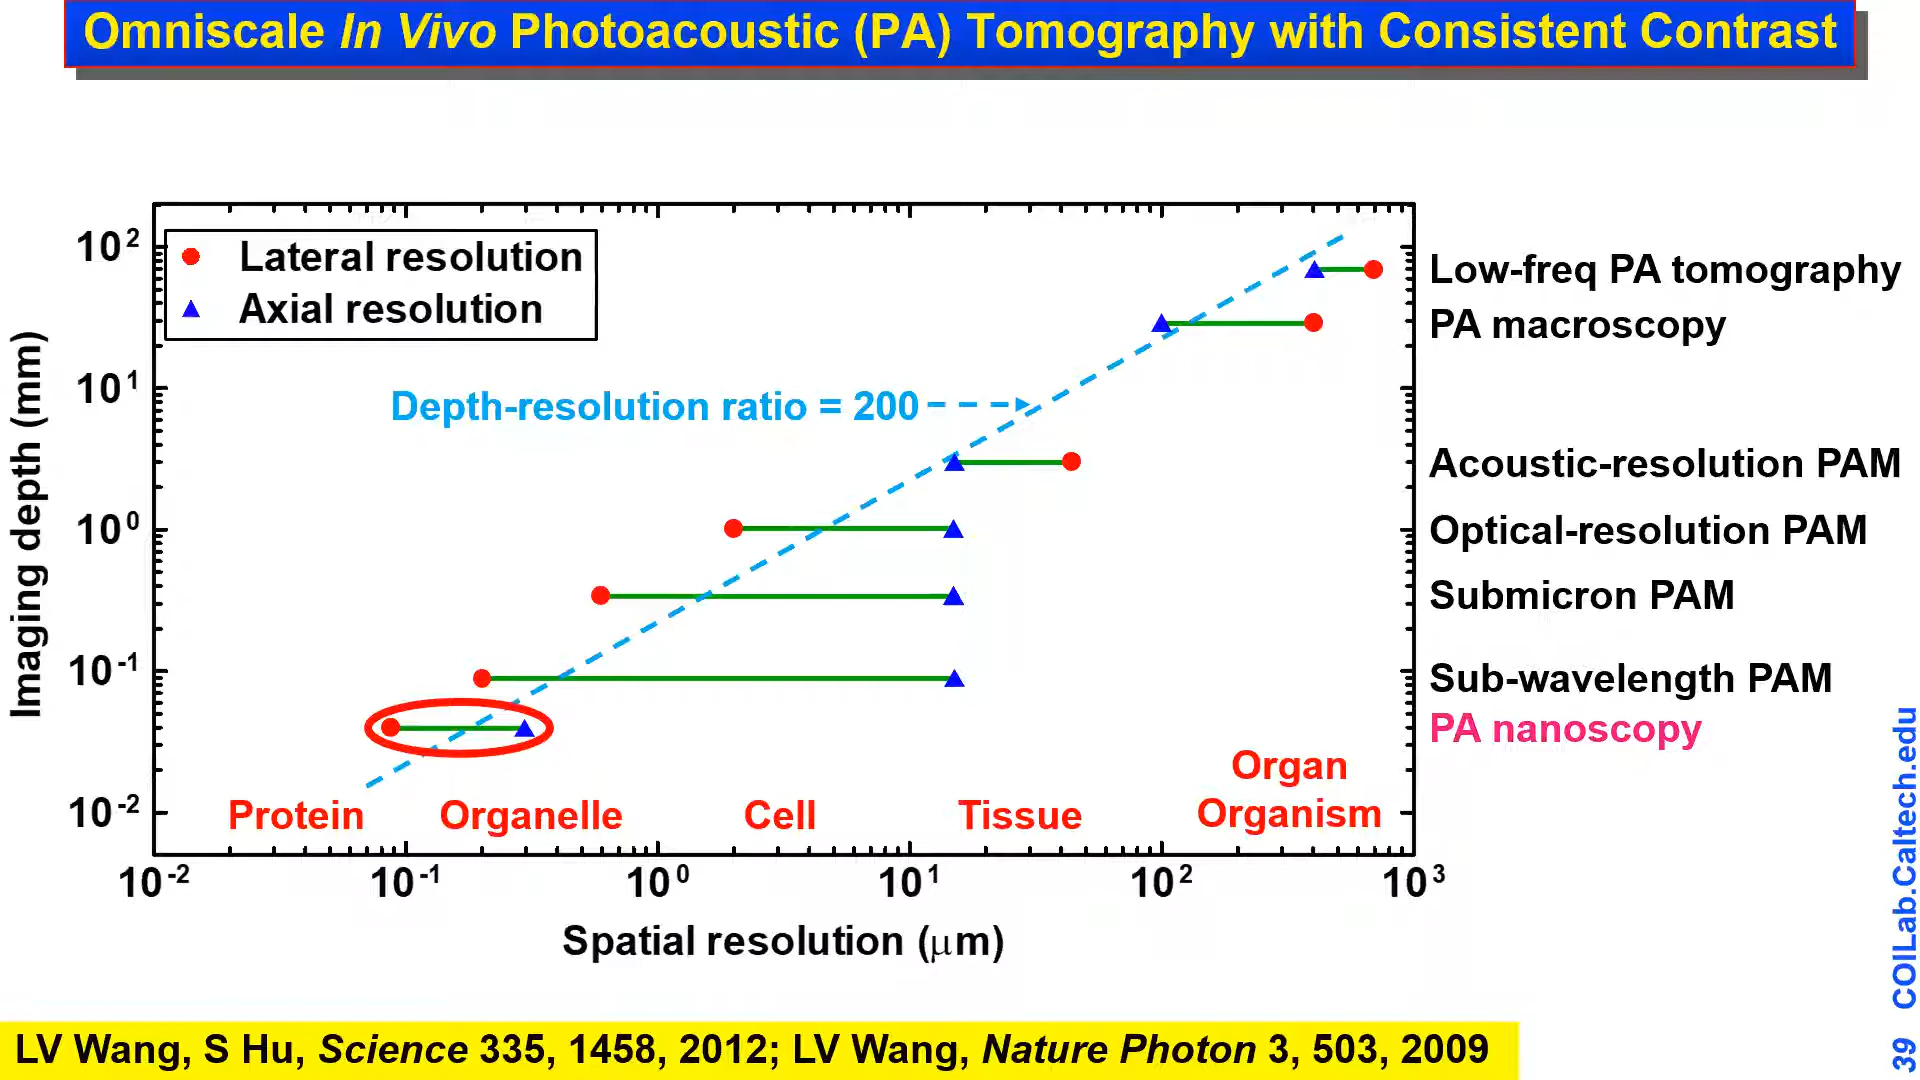 Omniscale In Vivo Photoacoustic (PA) Tomography with Consistent Contrast
Lateral resolution
Axial resolution
Depth-resolution ratio = 200
Imaging depth (mm)
10²
10¹
10⁰
10⁻¹
10⁻²
Low-freq PA tomography
PA macroscopy
Acoustic-resolution PAM
Optical-resolution PAM
Submicron PAM
Sub-wavelength PAM
PA nanoscopy
Protein
Organelle
Cell
Tissue
Organ
Organism
10⁻²
10⁻¹
10⁰
10¹
10²
10³
Spatial resolution (μm)
LV Wang, S Hu, Science 335, 1458, 2012; LV Wang, Nature Photon 3, 503, 2009
39 COILab.Caltech.edu